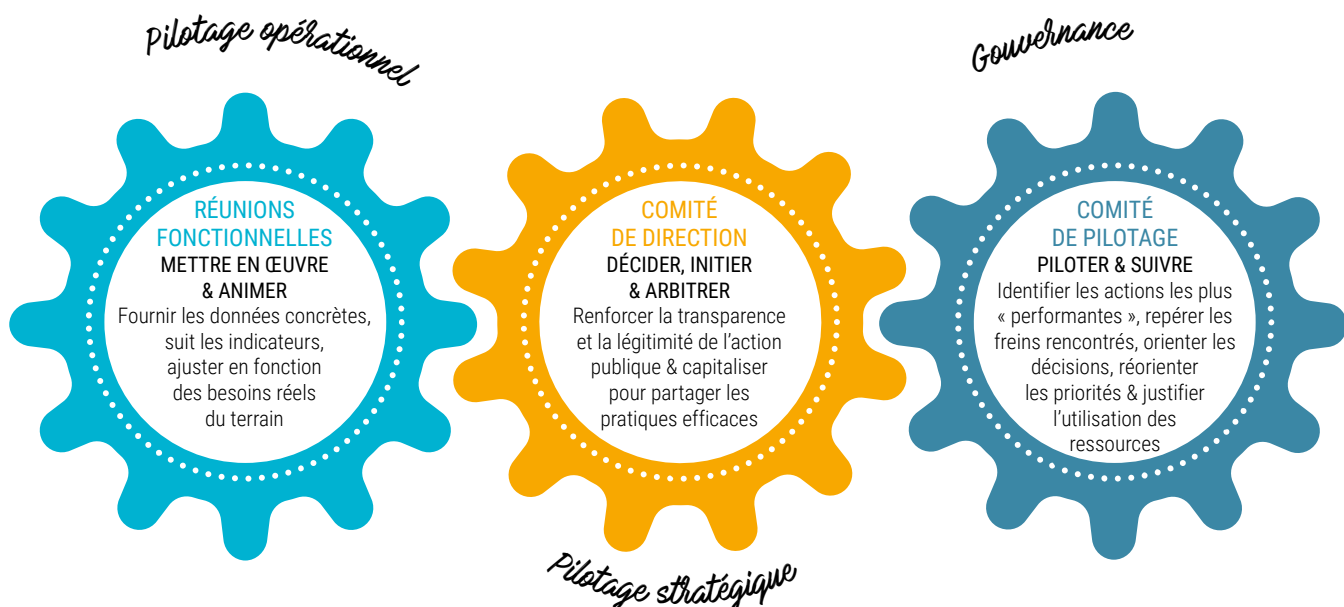 Pilotage opérationnel
RÉUNIONS
FONCTIONNELLES
METTRE EN ŒUVRE
& ANIMER
Fournir les données concrètes,
suit les indicateurs,
ajuster en fonction
des besoins réels
du terrain
COMITÉ
DE DIRECTION
DÉCIDER, INITIER
& ARBITRER
Renforcer la transparence
et la légitimité de l’action
publique & capitaliser
pour partager les
pratiques efficaces
Pilotage stratégique
Gouvernance
COMITÉ
DE PILOTAGE
PILOTER & SUIVRE
Identifier les actions les plus
« performantes », repérer les
freins rencontrés, orienter les
décisions, réorienter
les priorités & justifier
l’utilisation des
ressources